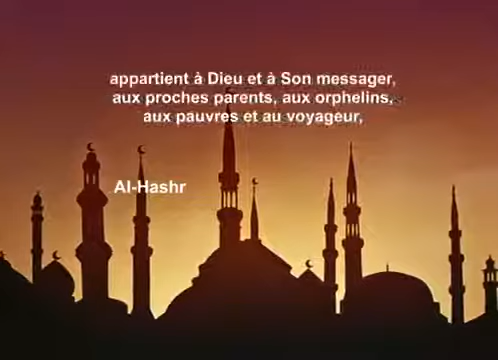 appartient à Dieu et à Son messager,
aux proches parents, aux orphelins,
aux pauvres et au voyageur,
Al-Hashr